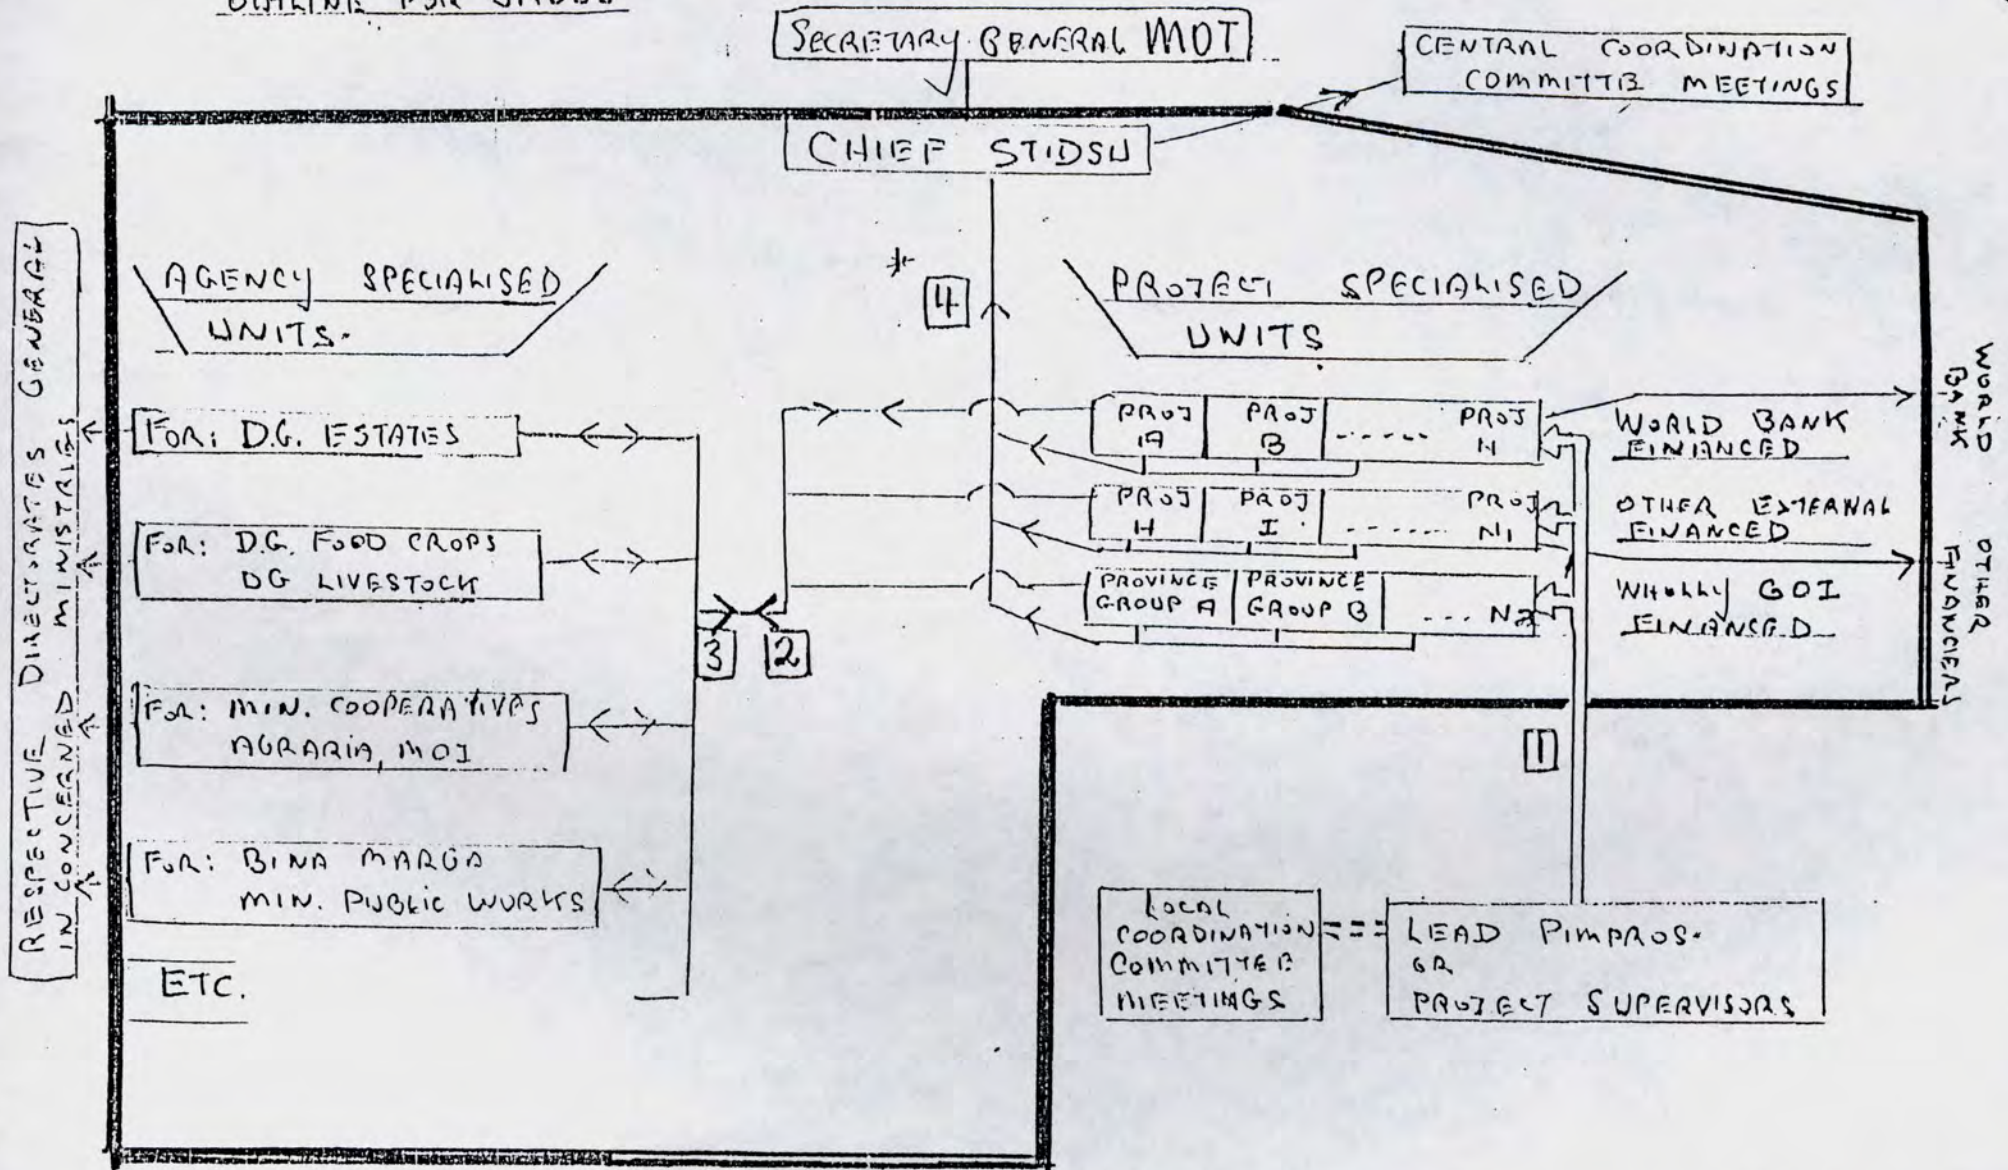 OUTLINE FOR
SECRETARY GENERAL MOT
CENTRAL COORDINATION
COMMITTE MEETINGS
CHIEF STIDSU
AGENCY SPECIALISED
UNITS.
*
4
PROJECT SPECIALISED
UNITS
RESPECTIVE DIRECTORATES GENERAL
IN CONCERNED MINISTRIES
FOR: D.G. ESTATES
FOR: D.G. FOOD CROPS
DG LIVESTOCK
FOR: MIN. COOPERATIVES
AGRARIA, MOI
FOR: BINA MARGA
MIN. PUBLIC WORKS
ETC.
3
2
PROJ A
PROJ B
...... PROJ N
WORLD BANK
FINANCED
PROJ H
PROJ I
...... PROJ N1
OTHER EXTERNAL
FINANCED
PROVINCE GROUP A
PROVINCE GROUP B
... N2
WHOLLY GOI
FINANCED
WORLD
BANK
OTHER
FINANCIERS
1
LOCAL
COORDINATION
COMMITTEE
MEETINGS
LEAD PIMPROS.
OR
PROJECT SUPERVISORS